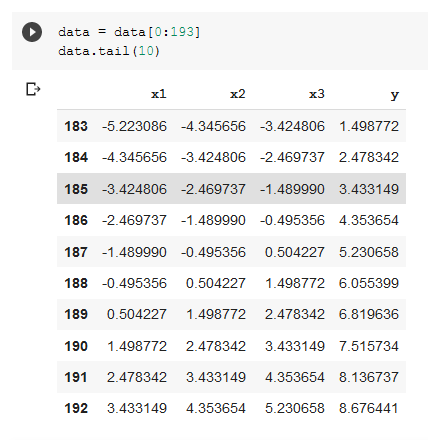 data = data[0:193]
data.tail(10)
x1 x2 x3 y
183 -5.223086 -4.345656 -3.424806 1.498772
184 -4.345656 -3.424806 -2.469737 2.478342
185 -3.424806 -2.469737 -1.489990 3.433149
186 -2.469737 -1.489990 -0.495356 4.353654
187 -1.489990 -0.495356 0.504227 5.230658
188 -0.495356 0.504227 1.498772 6.055399
189 0.504227 1.498772 2.478342 6.819636
190 1.498772 2.478342 3.433149 7.515734
191 2.478342 3.433149 4.353654 8.136737
192 3.433149 4.353654 5.230658 8.676441